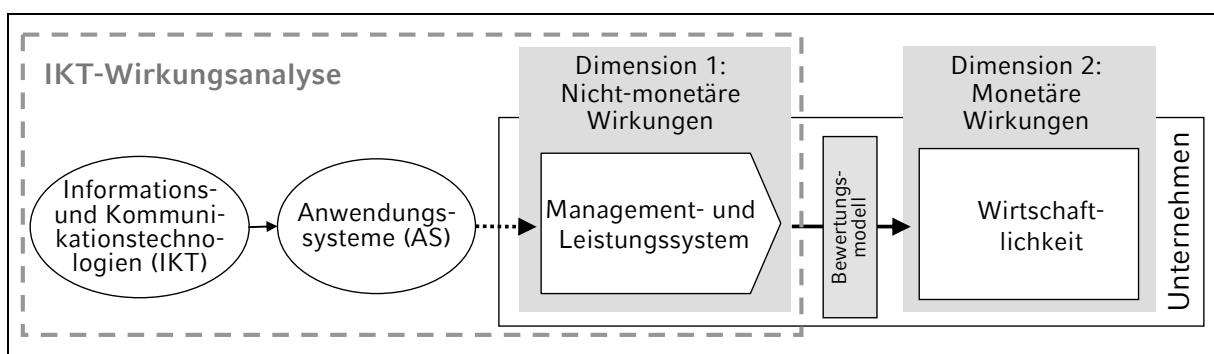 IKT-Wirkungsanalyse
Informations-
und Kommuni-
kationstechno-
logien (IKT)
Anwendungs-
systeme (AS)
Dimension 1:
Nicht-monetäre
Wirkungen
Management- und
Leistungssystem
Bewertungs-
modell
Dimension 2:
Monetäre
Wirkungen
Wirtschaft-
lichkeit
Unternehmen